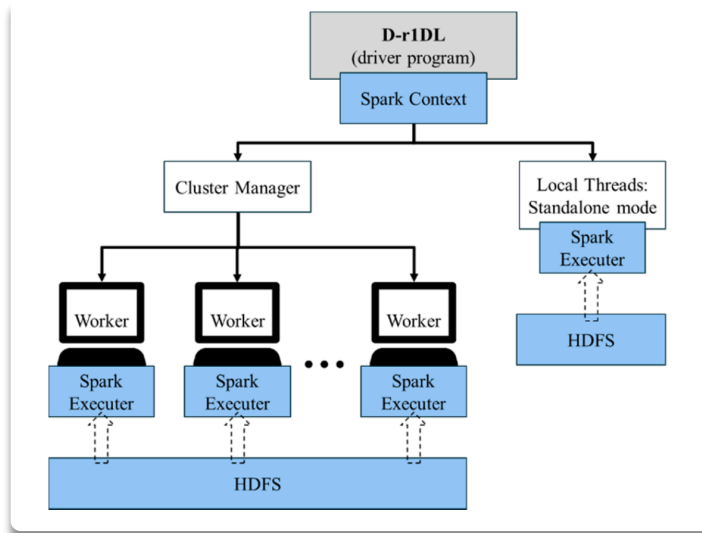 D-r1DL
(driver program)
Spark Context
Cluster Manager
Local Threads:
Standalone mode
Spark
Executer
HDFS
Worker
Worker
Worker
Spark
Executer
Spark
Executer
Spark
Executer
HDFS